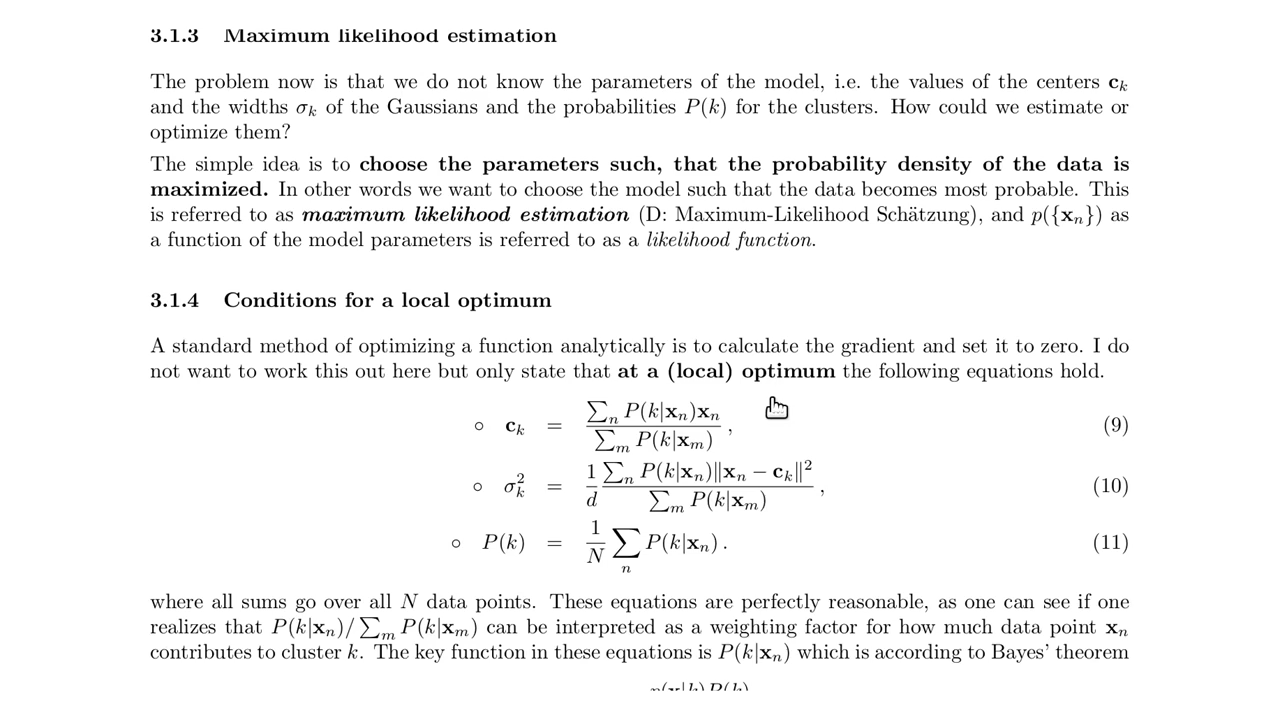 3.1.3 Maximum likelihood estimation
The problem now is that we do not know the parameters of the model, i.e. the values of the centers c_k
and the widths σ_k of the Gaussians and the probabilities P(k) for the clusters. How could we estimate or
optimize them?
The simple idea is to choose the parameters such, that the probability density of the data is
maximized. In other words we want to choose the model such that the data becomes most probable. This
is referred to as maximum likelihood estimation (D: Maximum-Likelihood Schätzung), and p({x_n}) as
a function of the model parameters is referred to as a likelihood function.
3.1.4 Conditions for a local optimum
A standard method of optimizing a function analytically is to calculate the gradient and set it to zero. I do
not want to work this out here but only state that at a (local) optimum the following equations hold.
◦ c_k = ∑_n P(k|x_n)x_n / ∑_m P(k|x_m) , (9)
◦ σ_k^2 = 1/d ∑_n P(k|x_n)‖x_n − c_k‖^2 / ∑_m P(k|x_m) , (10)
◦ P(k) = 1/N ∑_n P(k|x_n) . (11)
where all sums go over all N data points. These equations are perfectly reasonable, as one can see if one
realizes that P(k|x_n)/∑_m P(k|x_m) can be interpreted as a weighting factor for how much data point x_n
contributes to cluster k. The key function in these equations is P(k|x_n) which is according to Bayes' theorem